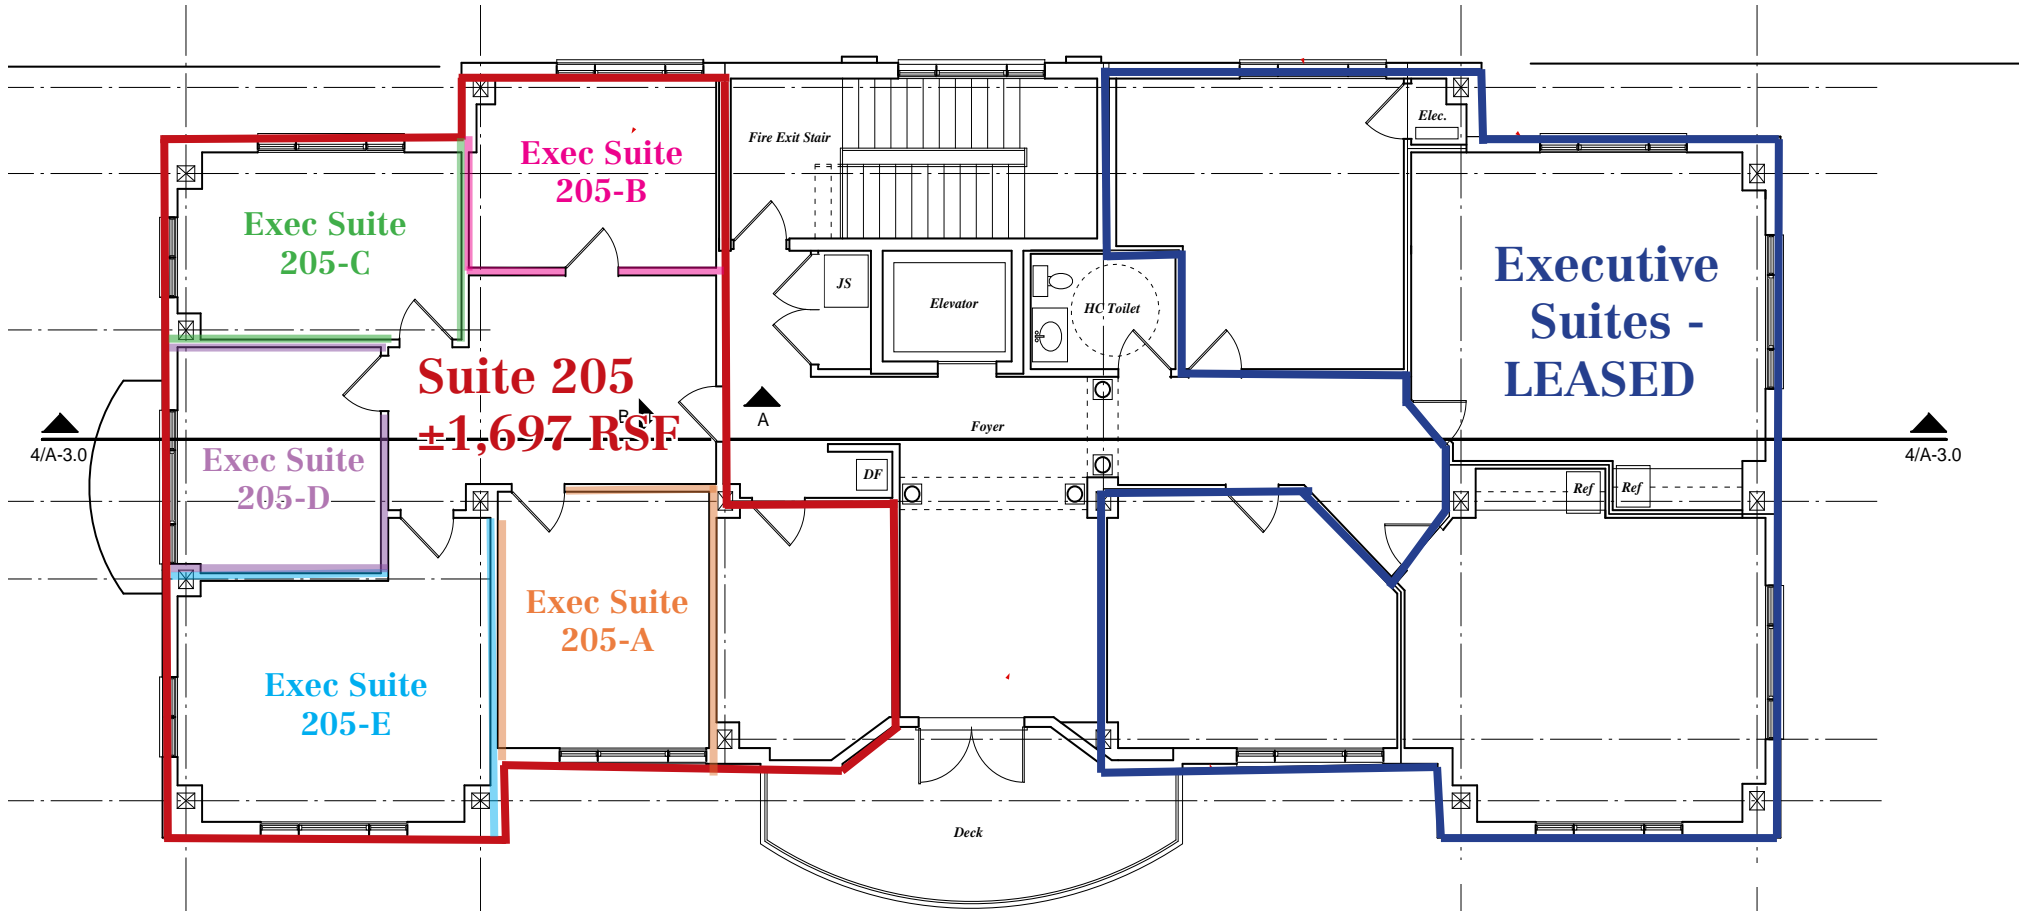 Elec.
Fire Exit Stair
Exec Suite
205-B
Exec Suite
205-C
Executive
Suites -
LEASED
JS
Elevator
HC Toilet
Suite 205
±1,697 RSF
B
A
Foyer
4/A-3.0
4/A-3.0
Exec Suite
205-D
DF
Ref
Ref
Exec Suite
205-A
Exec Suite
205-E
Deck